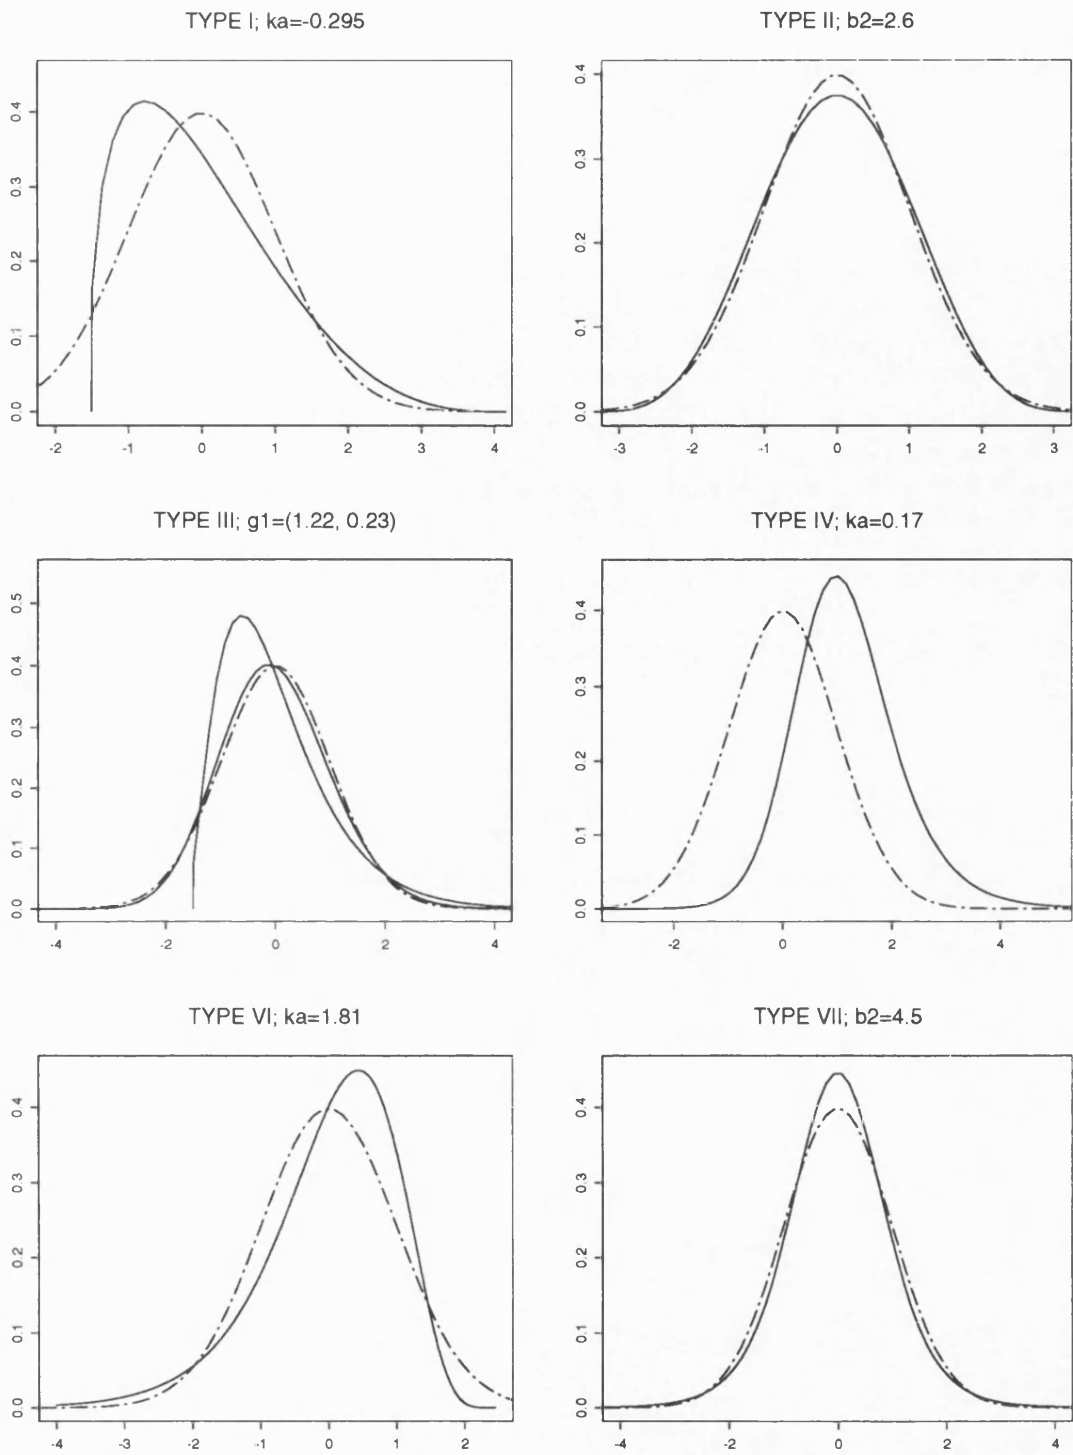 TYPE I; ka=-0.295
TYPE II; b2=2.6
0.4
0.3
0.2
0.1
0.0
-2 -1 0 1 2 3 4
0.4
0.3
0.2
0.1
0.0
-3 -2 -1 0 1 2 3
TYPE III; g1=(1.22, 0.23)
TYPE IV; ka=0.17
0.5
0.4
0.3
0.2
0.1
0.0
-4 -2 0 2 4
0.4
0.3
0.2
0.1
0.0
-2 0 2 4
TYPE VI; ka=1.81
TYPE VII; b2=4.5
0.4
0.3
0.2
0.1
0.0
-4 -3 -2 -1 0 1 2
0.4
0.3
0.2
0.1
0.0
-4 -2 0 2 4